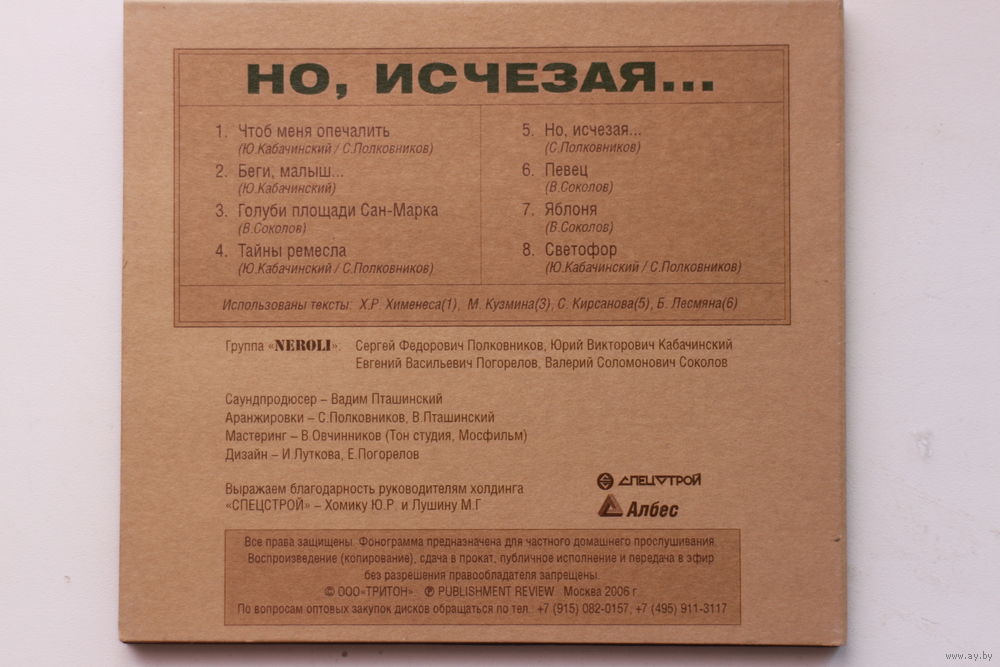 НО, ИСЧЕЗАЯ...
1. Чтоб меня опечалить
(Ю.Кабачинский / С.Полковников)
2. Беги, малыш...
(Ю.Кабачинский)
3. Голуби площади Сан-Марка
(В.Соколов)
4. Тайны ремесла
(Ю.Кабачинский / С.Полковников)
5. Но, исчезая...
(С.Полковников)
6. Певец
(В.Соколов)
7. Яблоня
(В.Соколов)
8. Светофор
(Ю.Кабачинский / С.Полковников)
Использованы тексты: Х.Р. Хименеса(1), М. Кузмина(3), С. Кирсанова(5), Б. Лесмяна(6)
Группа «NEROLI»: Сергей Федорович Полковников, Юрий Викторович Кабачинский
Евгений Васильевич Погорелов, Валерий Соломонович Соколов
Саундпродюсер – Вадим Пташинский
Аранжировки – С.Полковников, В.Пташинский
Мастеринг – В.Овчинников (Тон студия, Мосфильм)
Дизайн – И.Луткова, Е.Погорелов
Выражаем благодарность руководителям холдинга
«СПЕЦСТРОЙ» – Хомику Ю.Р. и Лушину М.Г
СПЕЦСТРОЙ
Албес
Все права защищены. Фонограмма предназначена для частного домашнего прослушивания.
Воспроизведение (копирование), сдача в прокат, публичное исполнение и передача в эфир
без разрешения правообладателя запрещены.
© ООО«ТРИТОН» ℗ PUBLISHMENT REVIEW Москва 2006 г.
По вопросам оптовых закупок дисков обращаться по тел. +7 (915) 082-0157, +7 (495) 911-3117
www.ay.by